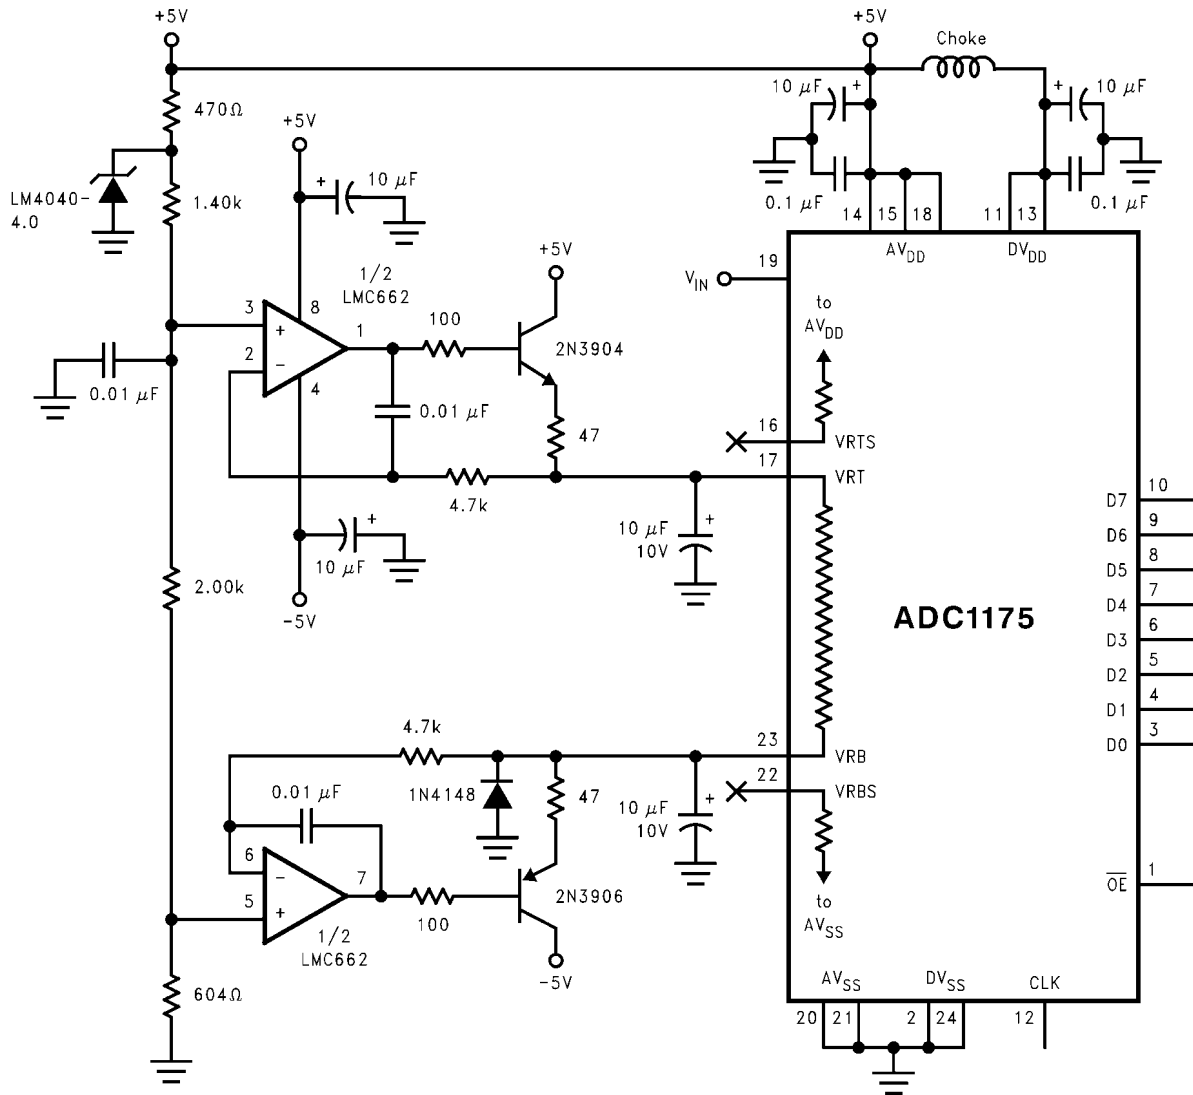 +5V
+5V
Choke
10 µF +
+ 10 µF
470Ω
+5V
LM4040-
4.0
1.40k
+ 10 µF
0.1 µF
0.1 µF
14 15 18 11 13
AVDD DVDD
+5V
VIN
19
1/2
LMC662
to
AVDD
3
+
8
1
100
2N3904
2
−
4
0.01 µF
0.01 µF
47
16
VRTS
17
VRT
4.7k
D7 10
10 µF
10V
+
D6 9
+
10 µF
D5 8
2.00k
-5V
D4 7
ADC1175
D3 6
D2 5
D1 4
4.7k
23
VRB
D0 3
22
VRBS
0.01 µF
1N4148
47
10 µF
10V
+
6
−
7
5
+
100
2N3906
to
AVSS
OE 1
1/2
LMC662
-5V
604Ω
AVSS DVSS CLK
20 21 2 24 12